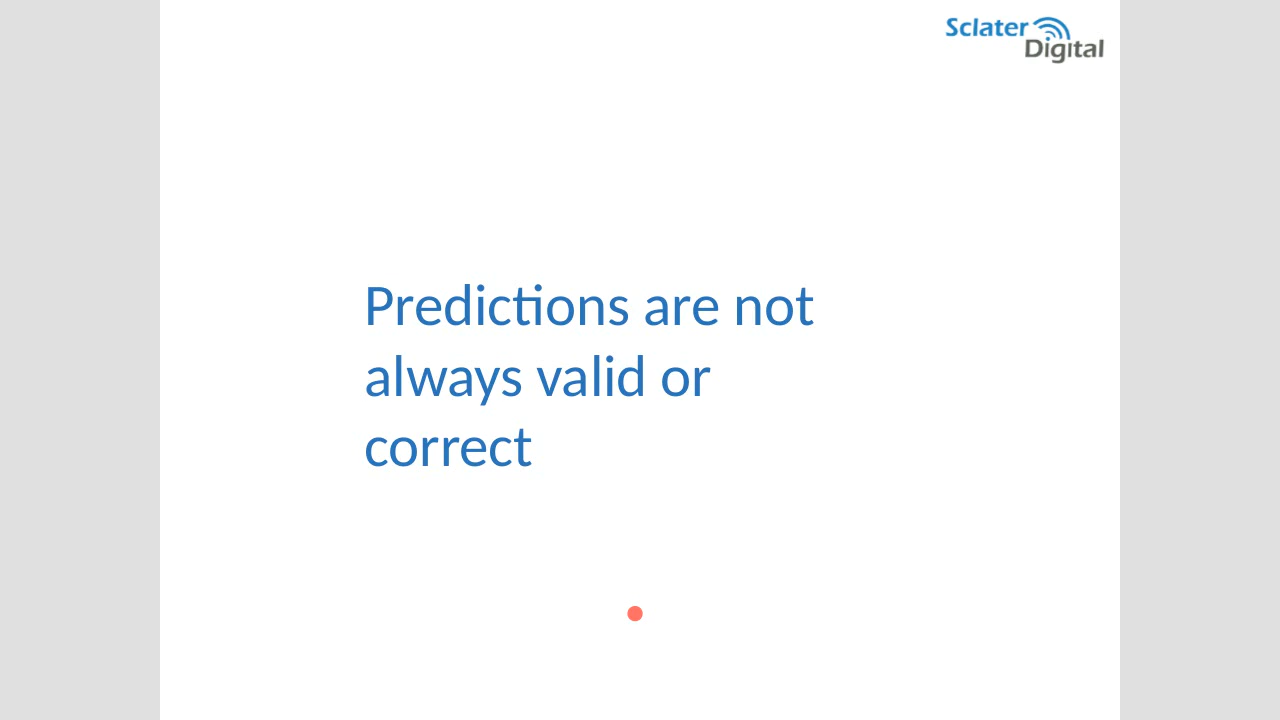 Sclater
Digital
Predictions are not
always valid or
correct